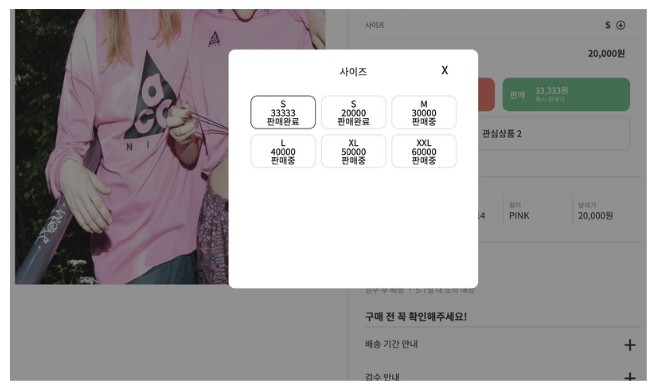 사이즈
S
20,000원
사이즈
X
S
33333
판매완료
S
20000
판매완료
M
30000
판매중
L
40000
판매중
XL
50000
판매중
XXL
60000
판매중
판매
33,333원
즉시 판매가
관심상품 2
acg
NI
컬러
발매가
14
PINK
20,000원
구매 전 꼭 확인해주세요!
배송 기간 안내
검수 안내